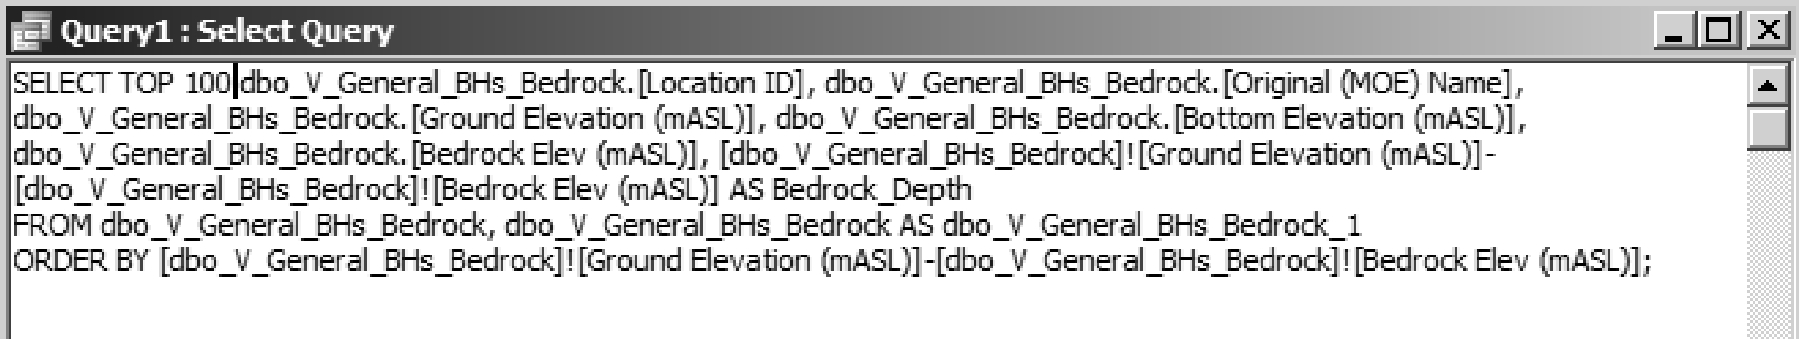 Query1 : Select Query
SELECT TOP 100 dbo_V_General_BHs_Bedrock.[Location ID], dbo_V_General_BHs_Bedrock.[Original (MOE) Name],
dbo_V_General_BHs_Bedrock.[Ground Elevation (mASL)], dbo_V_General_BHs_Bedrock.[Bottom Elevation (mASL)],
dbo_V_General_BHs_Bedrock.[Bedrock Elev (mASL)], [dbo_V_General_BHs_Bedrock]![Ground Elevation (mASL)]-
[dbo_V_General_BHs_Bedrock]![Bedrock Elev (mASL)] AS Bedrock_Depth
FROM dbo_V_General_BHs_Bedrock, dbo_V_General_BHs_Bedrock AS dbo_V_General_BHs_Bedrock_1
ORDER BY [dbo_V_General_BHs_Bedrock]![Ground Elevation (mASL)]-[dbo_V_General_BHs_Bedrock]![Bedrock Elev (mASL)];